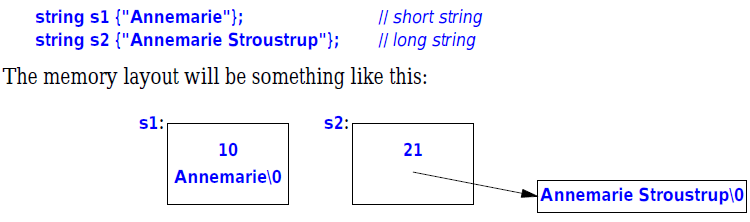 string s1 {"Annemarie"}; // short string
string s2 {"Annemarie Stroustrup"}; // long string
The memory layout will be something like this:
s1: s2:
10 21
Annemarie\0
Annemarie Stroustrup\0